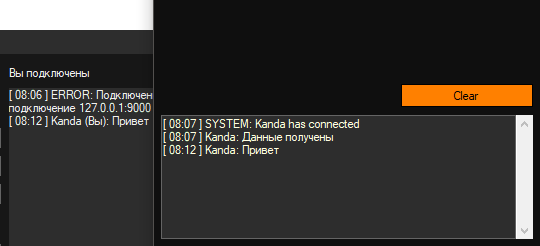 Вы подключены
[ 08:06 ] ERROR: Подключен
подключение 127.0.0.1:9000
[ 08:12 ] Kanda (Вы): Привет
Clear
[ 08:07 ] SYSTEM: Kanda has connected
[ 08:07 ] Kanda: Данные получены
[ 08:12 ] Kanda: Привет